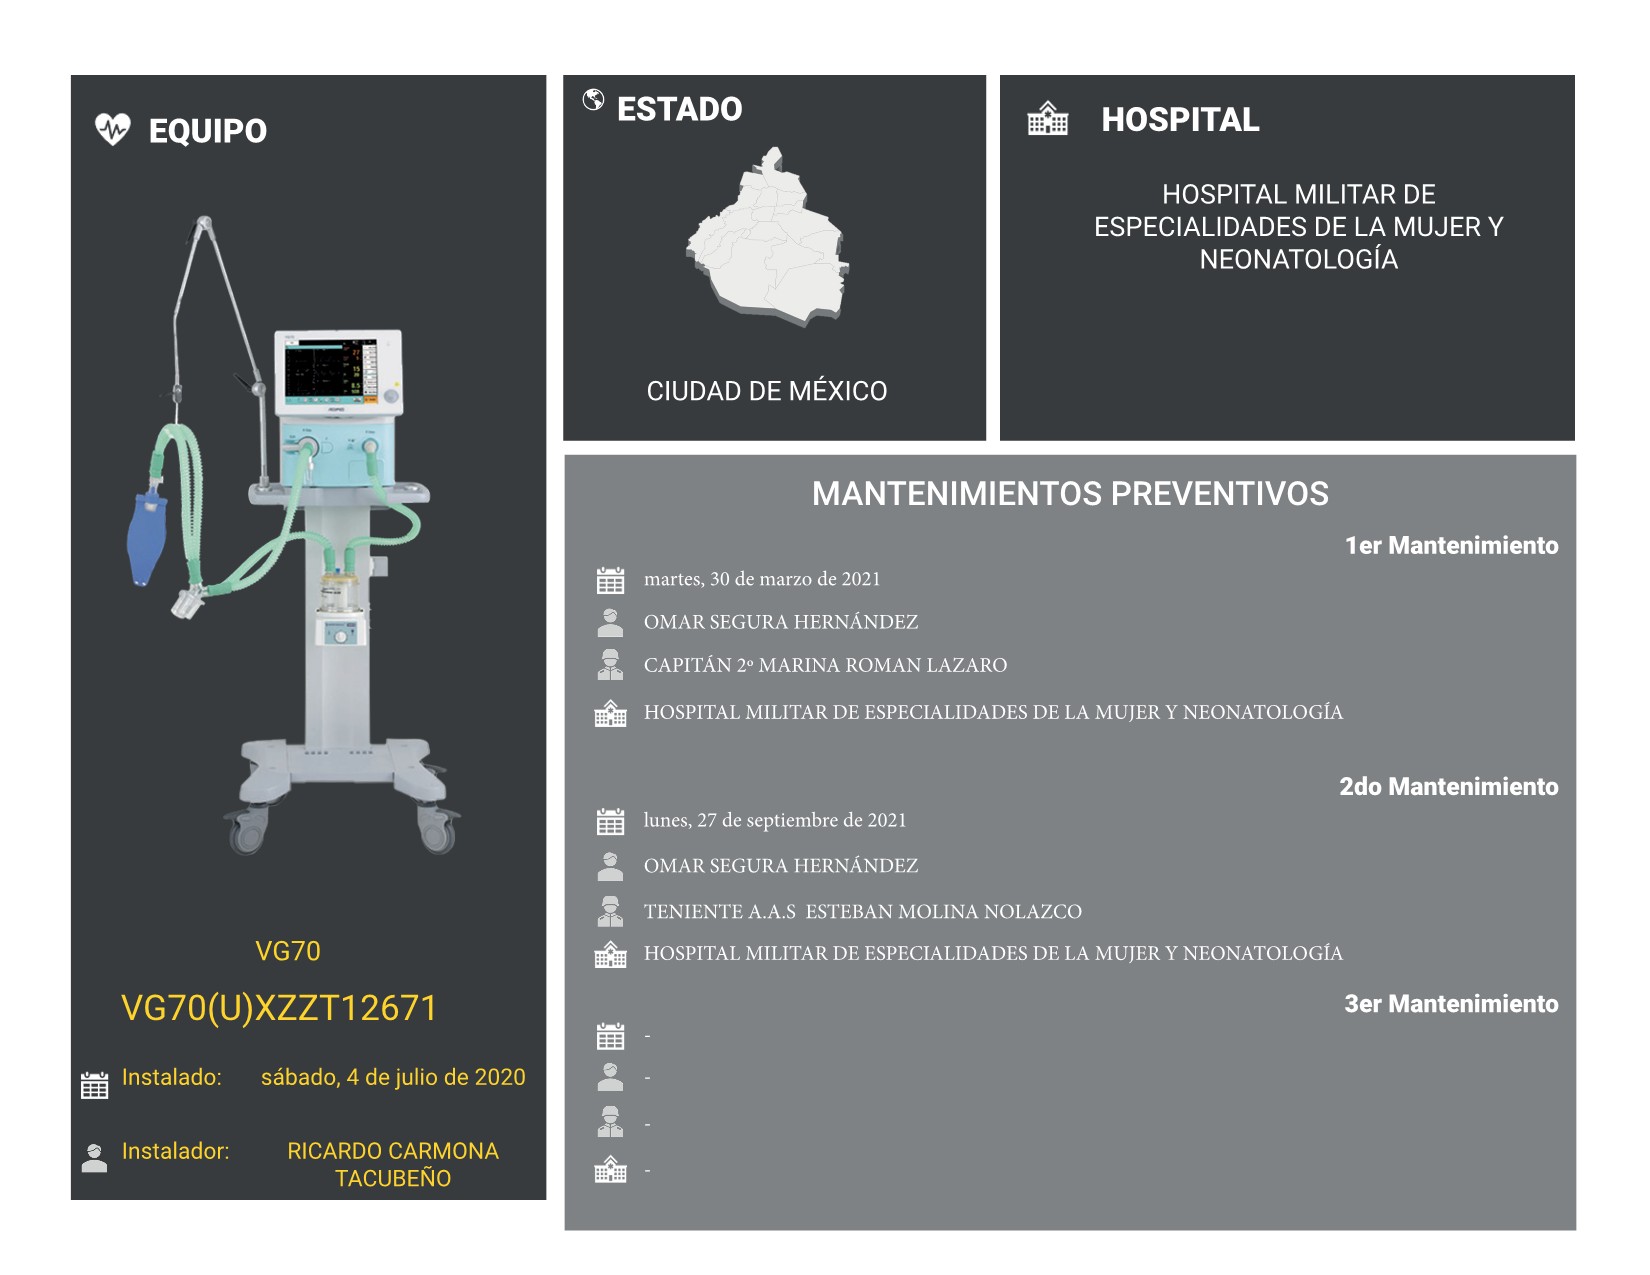 EQUIPO
VG70
VG70(U)XZZT12671
Instalado: sábado, 4 de julio de 2020
Instalador: RICARDO CARMONA
TACUBEÑO
ESTADO
CIUDAD DE MÉXICO
HOSPITAL
HOSPITAL MILITAR DE
ESPECIALIDADES DE LA MUJER Y
NEONATOLOGÍA
MANTENIMIENTOS PREVENTIVOS
1er Mantenimiento
martes, 30 de marzo de 2021
OMAR SEGURA HERNÁNDEZ
CAPITÁN 2º MARINA ROMAN LAZARO
HOSPITAL MILITAR DE ESPECIALIDADES DE LA MUJER Y NEONATOLOGÍA
2do Mantenimiento
lunes, 27 de septiembre de 2021
OMAR SEGURA HERNÁNDEZ
TENIENTE A.A.S  ESTEBAN MOLINA NOLAZCO
HOSPITAL MILITAR DE ESPECIALIDADES DE LA MUJER Y NEONATOLOGÍA
3er Mantenimiento
-
-
-
-